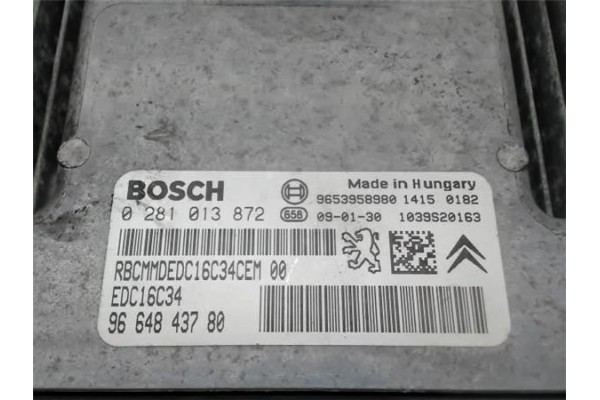 BOSCH
Made in Hungary
9653958980 1415 0182
0 281 013 872
658
09-01-30
1039S20163
RBCMMDEDC16C34CEM 00
EDC16C34
96 648 437 80